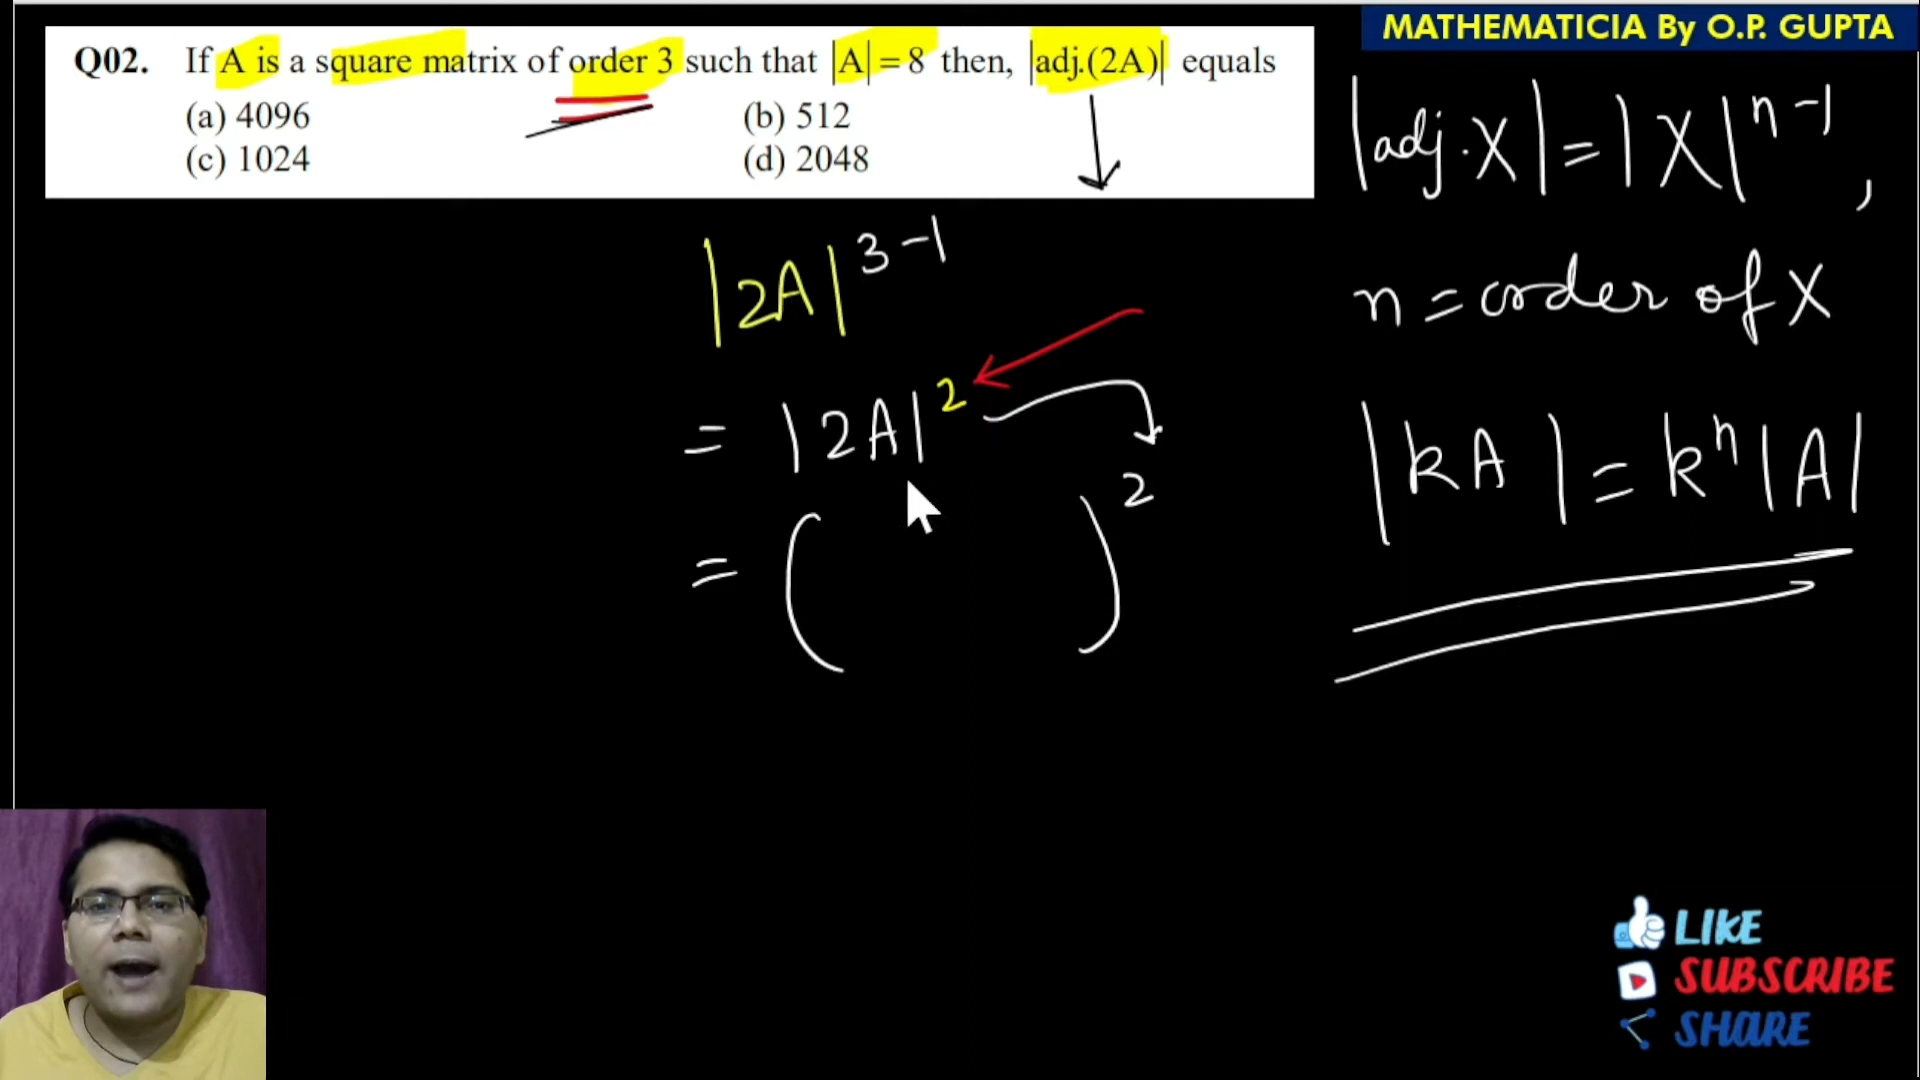 MATHEMATICIA By O.P. GUPTA
Q02. If A is a square matrix of order 3 such that |A| = 8 then, |adj.(2A)| equals
(a) 4096 (b) 512
(c) 1024 (d) 2048
|adj.X| = |X|ⁿ⁻¹,
n = order of X
|kA| = kⁿ|A|
|2A|³⁻¹
= |2A|²
= ( )²
LIKE
SUBSCRIBE
SHARE